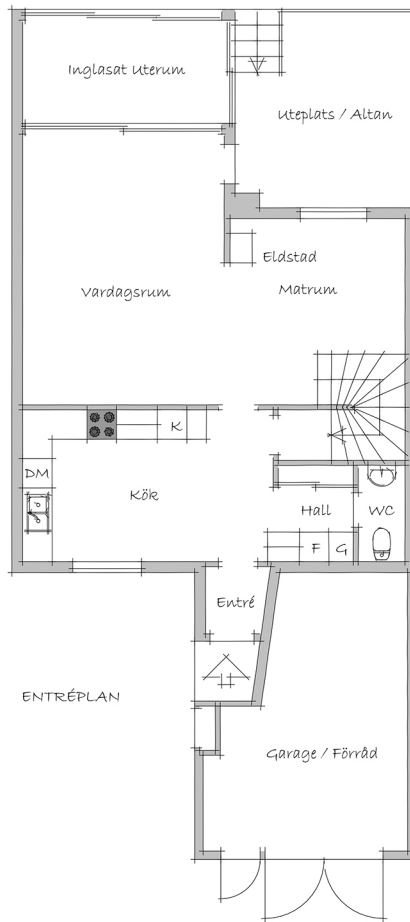 Inglasat Uterum
Uteplats / Altan
Eldstad
Vardagsrum
Matrum
K
DM
Kök
Hall
WC
F
G
Entré
ENTRÉPLAN
Garage / Förråd